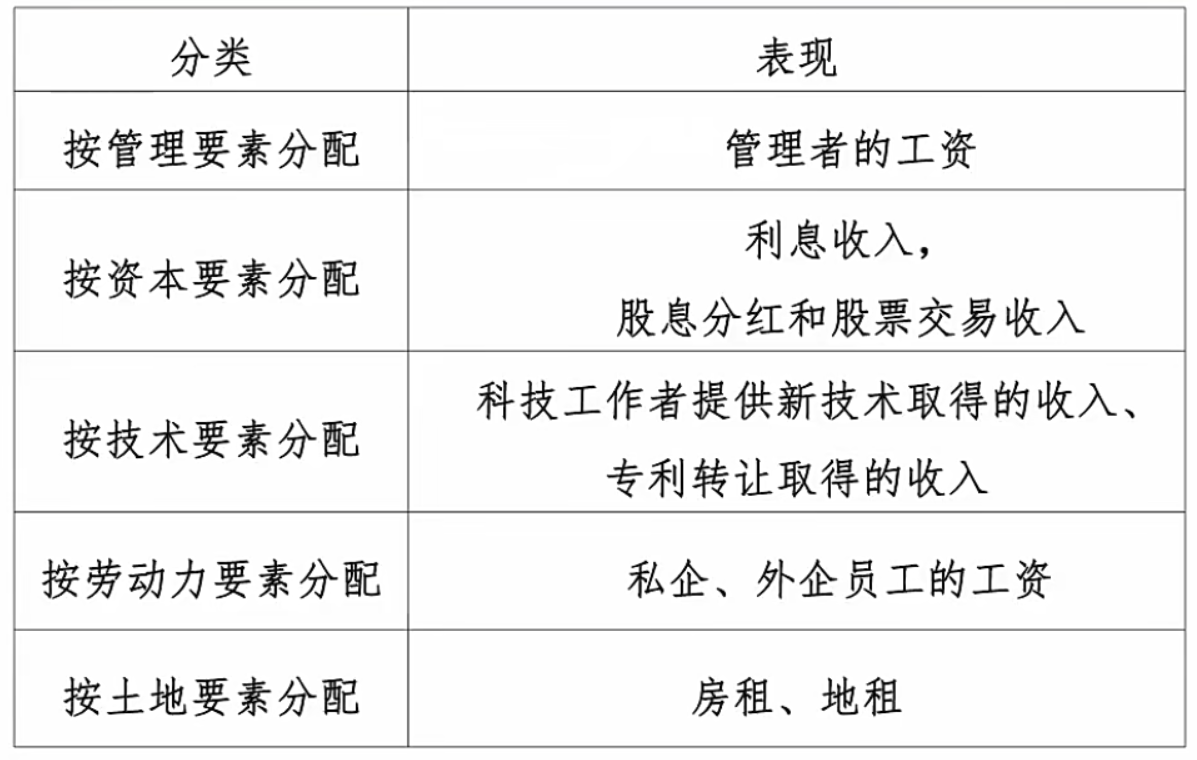 分类
表现
按管理要素分配
管理者的工资
按资本要素分配
利息收入，
股息分红和股票交易收入
按技术要素分配
科技工作者提供新技术取得的收入、
专利转让取得的收入
按劳动力要素分配
私企、外企员工的工资
按土地要素分配
房租、地租